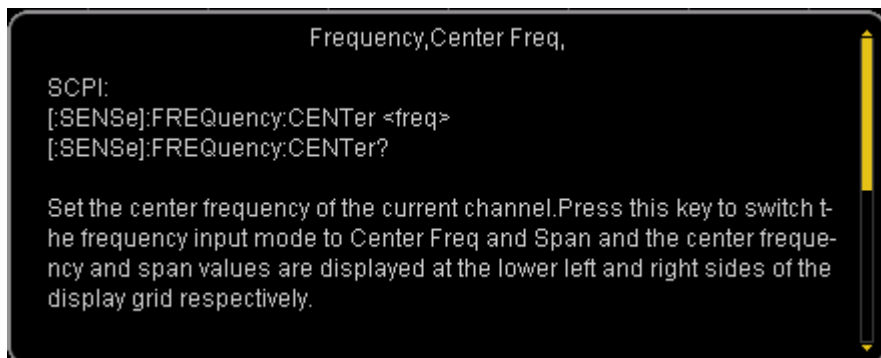 Frequency,Center Freq,
SCPI:
[:SENSe]:FREQuency:CENTer <freq>
[:SENSe]:FREQuency:CENTer?
Set the center frequency of the current channel.Press this key to switch t-
he frequency input mode to Center Freq and Span and the center freque-
ncy and span values are displayed at the lower left and right sides of the
display grid respectively.